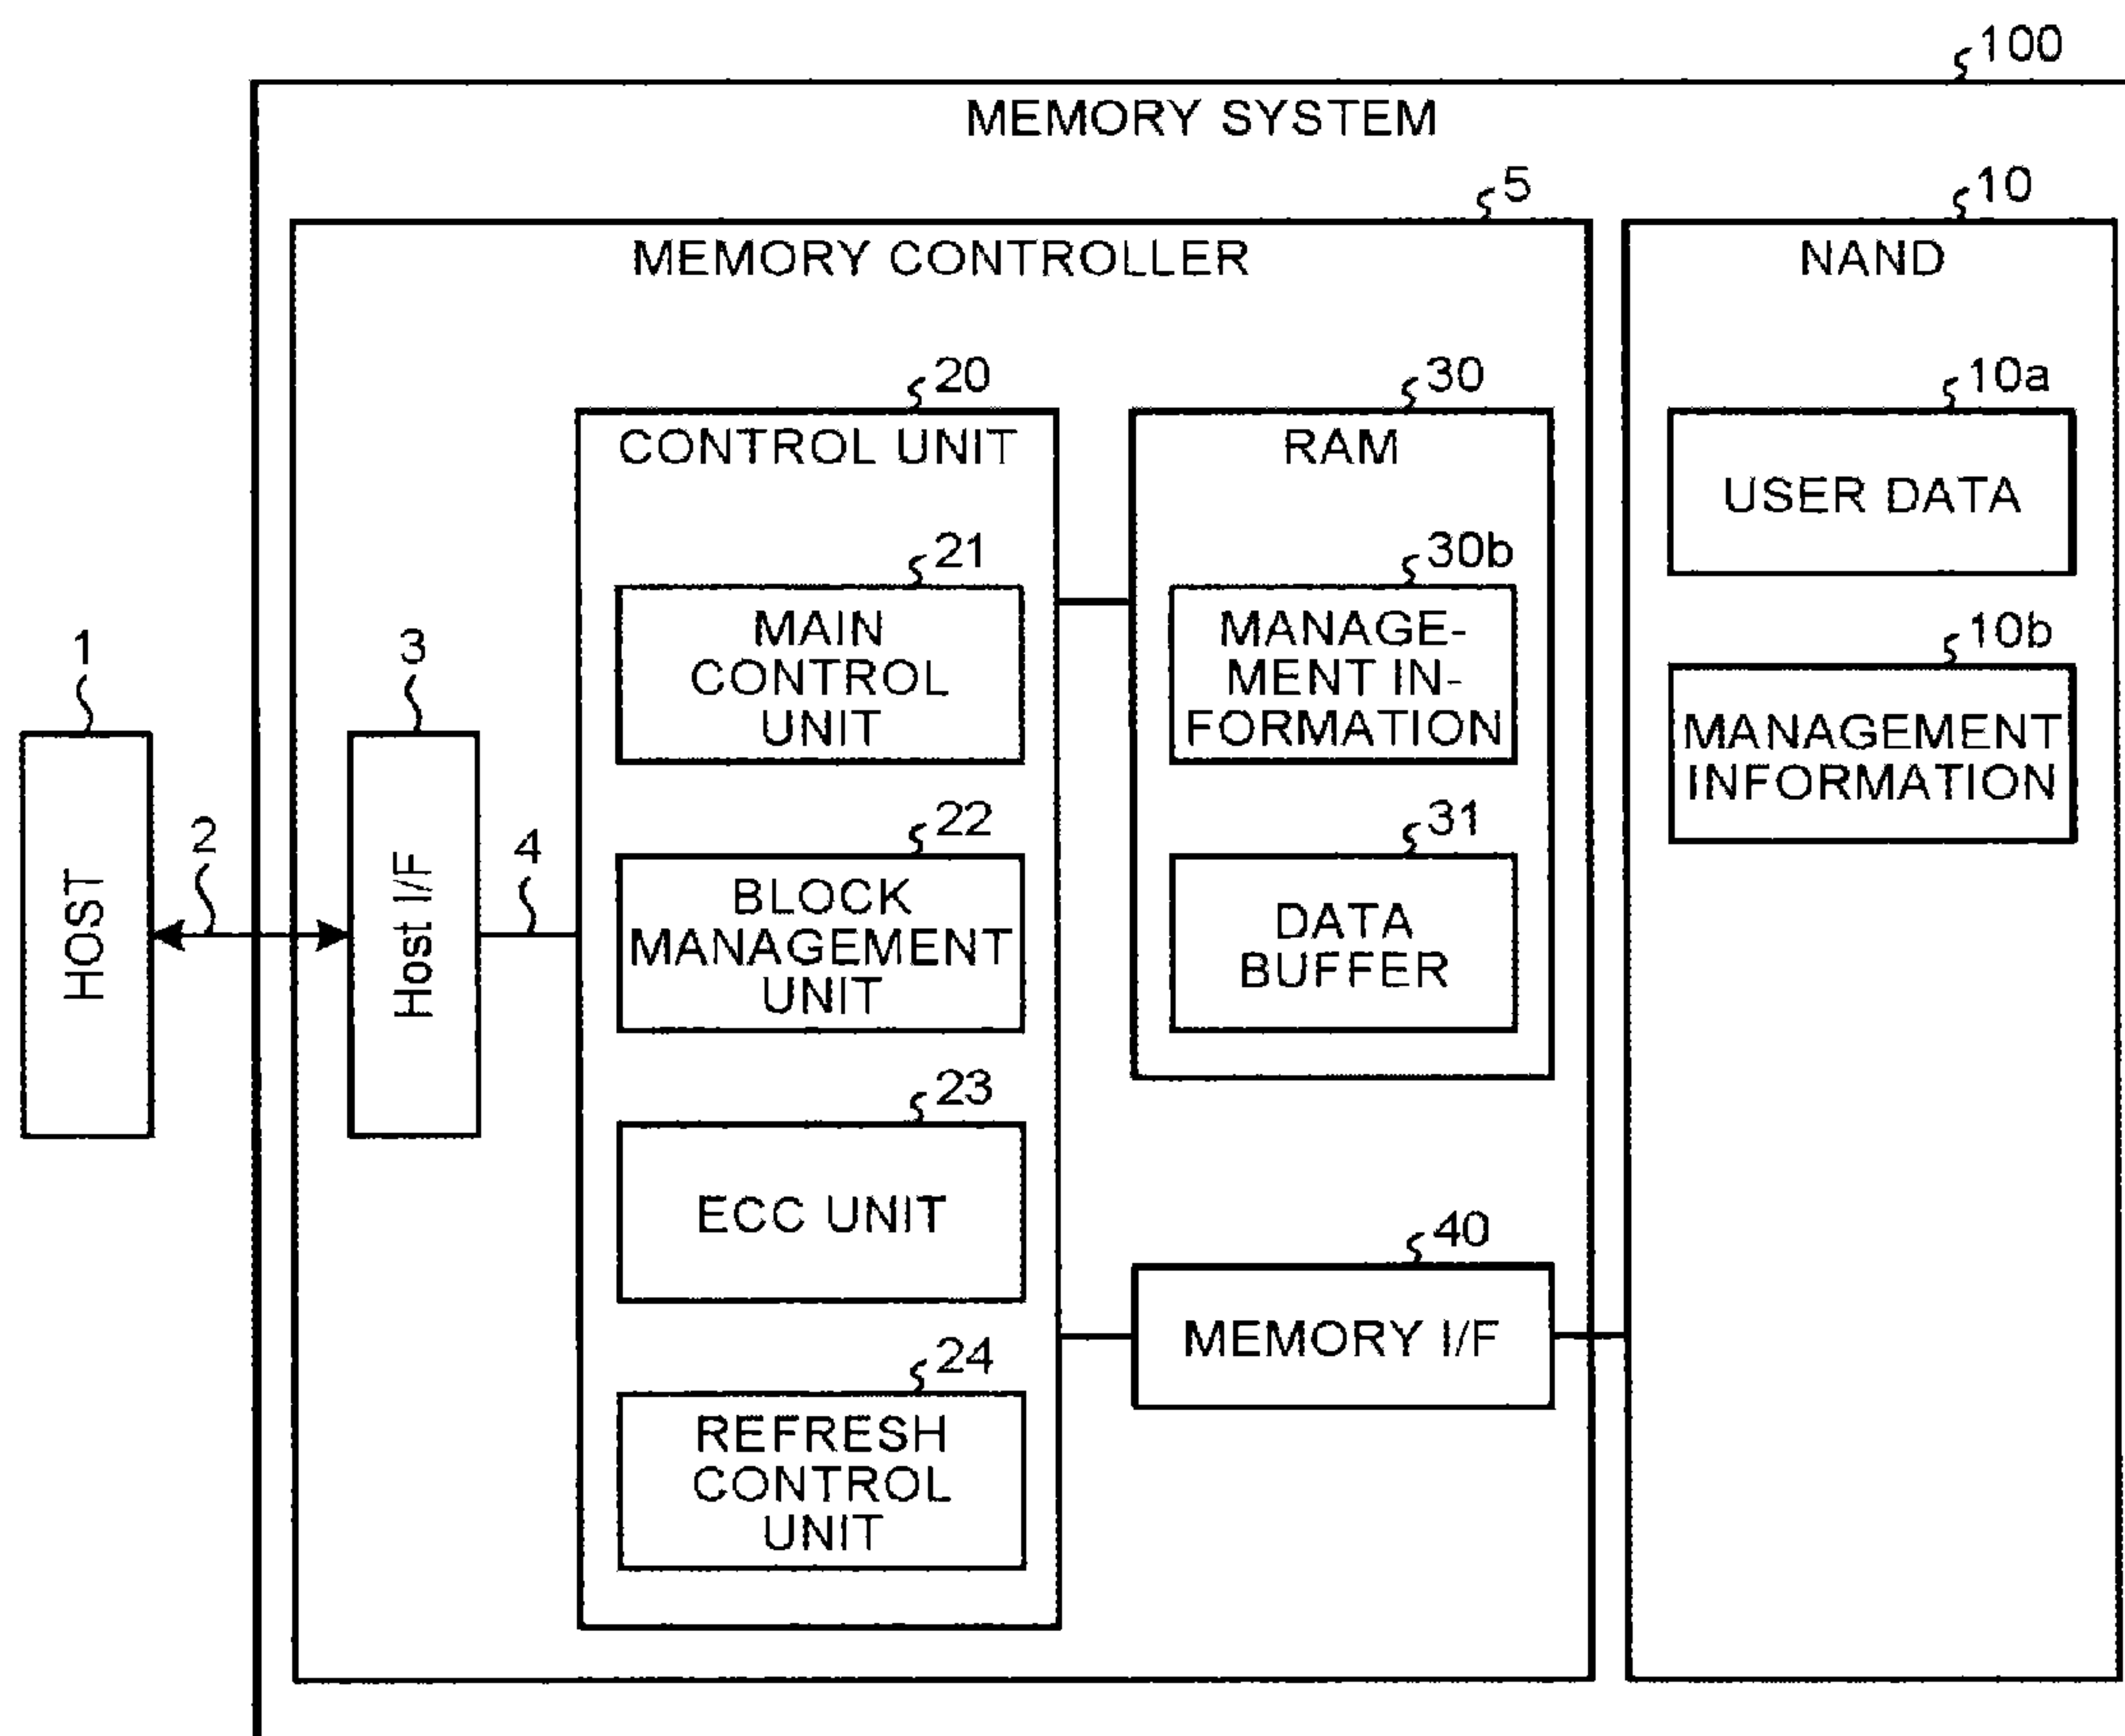 100
MEMORY SYSTEM
5
10
MEMORY CONTROLLER
NAND
20
30
10a
CONTROL UNIT
RAM
USER DATA
21
30b
10b
MAIN
CONTROL
UNIT
MANAGE-
MENT IN-
FORMATION
MANAGEMENT
INFORMATION
1
3
2
4
HOST
Host I/F
22
31
BLOCK
MANAGEMENT
UNIT
DATA
BUFFER
23
ECC UNIT
40
MEMORY I/F
24
REFRESH
CONTROL
UNIT